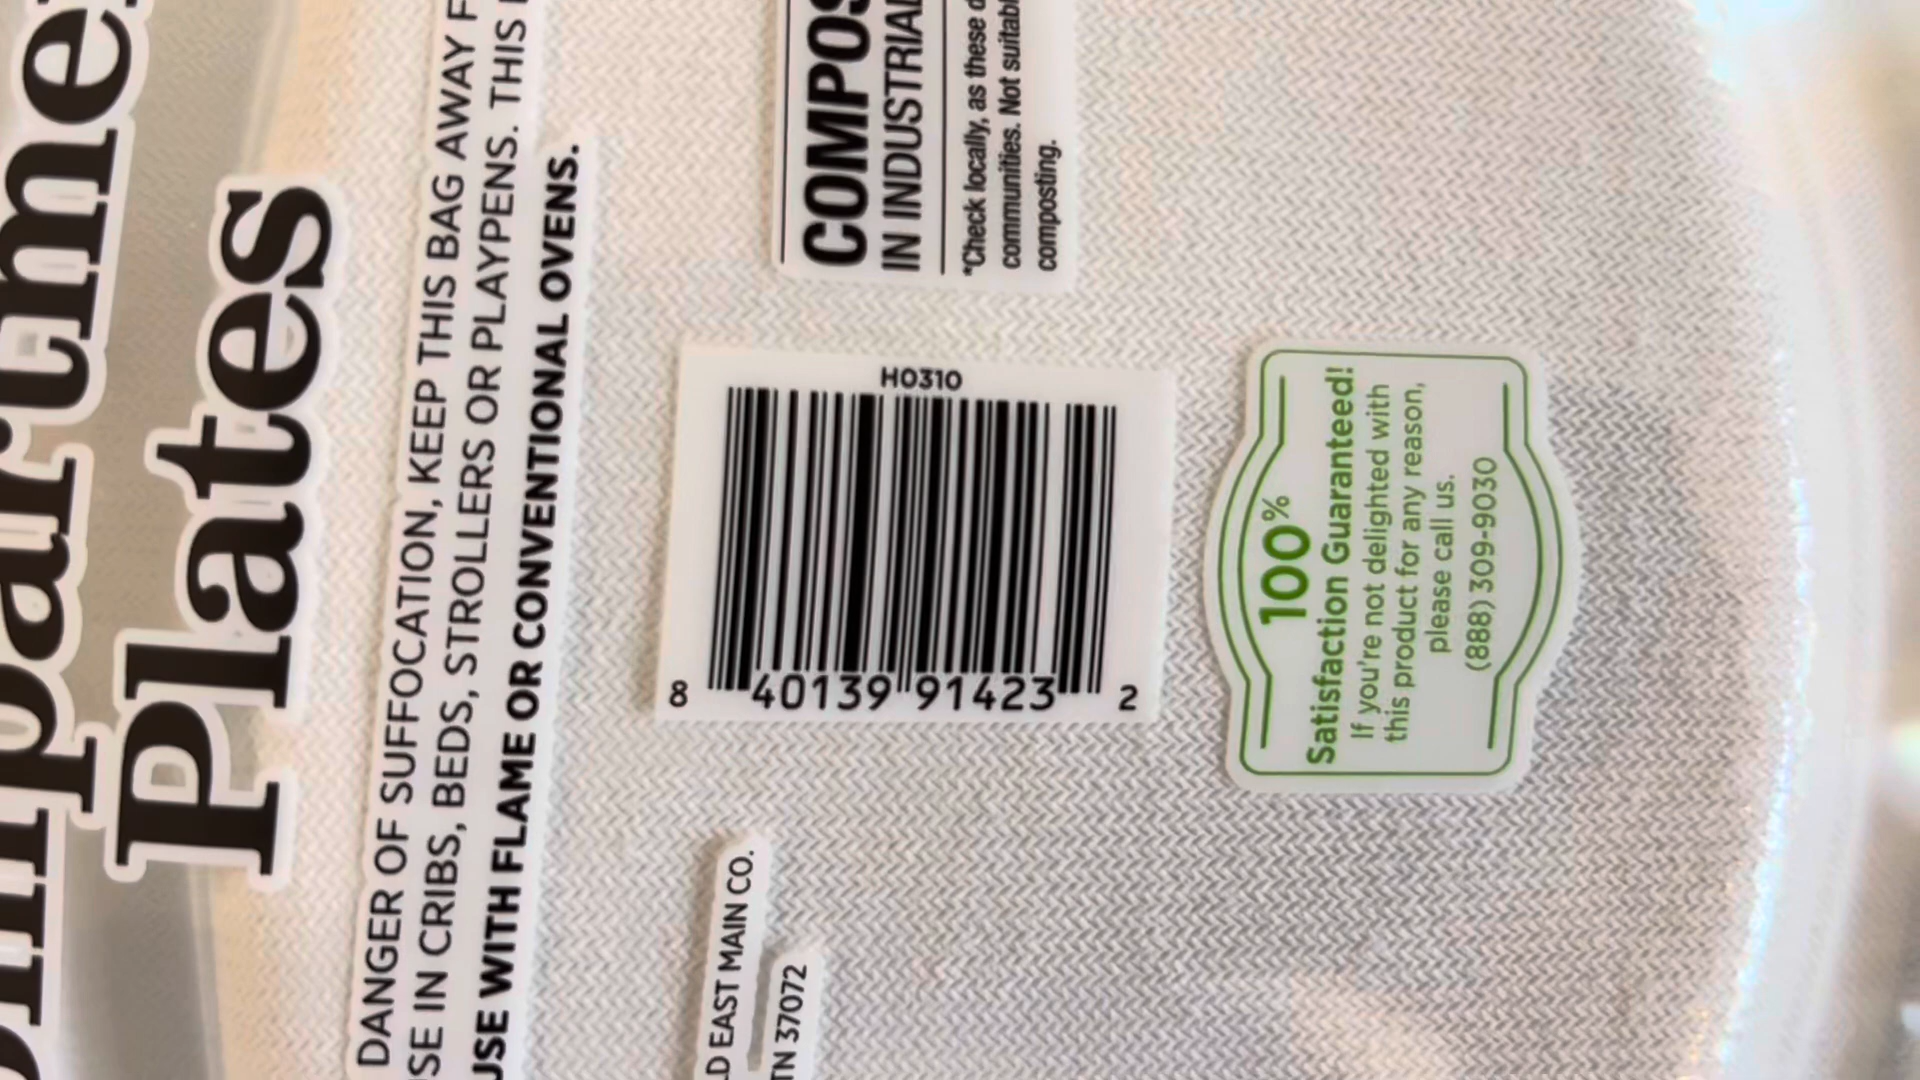 Plates
DANGER OF SUFFOCATION, KEEP THIS BAG AWAY
IN CRIBS, BEDS, STROLLERS OR PLAYPENS. THIS
USE WITH FLAME OR CONVENTIONAL OVENS.
COMPOS
IN INDUSTRIAL
*Check locally, as these
communities. Not suitabl
composting.
H0310
8 40139 91423 2
EAST MAIN CO.
TN 37072
100%
Satisfaction Guaranteed!
If you're not delighted with
this product for any reason,
please call us.
(888) 309-9030